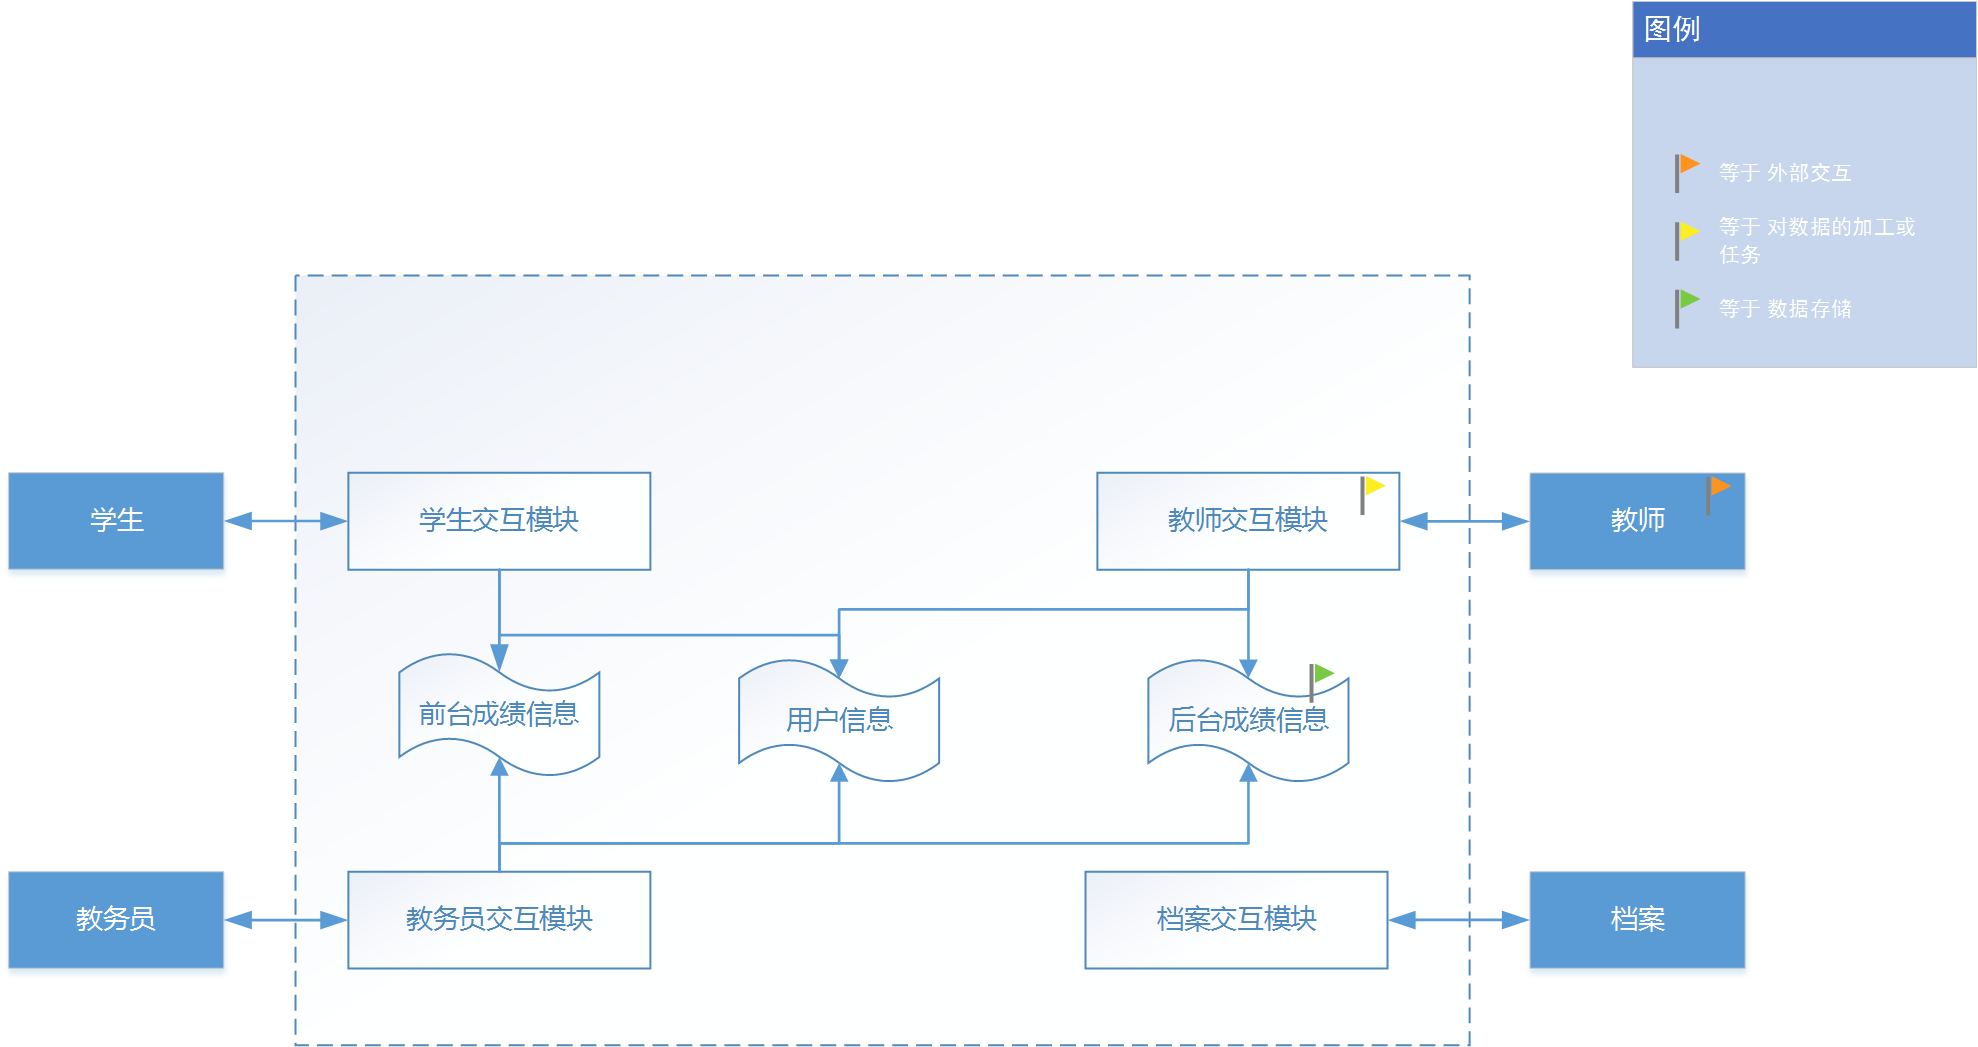 图例
等于 外部交互
等于 对数据的加工或
任务
等于 数据存储
学生
学生交互模块
教师交互模块
教师
前台成绩信息
用户信息
后台成绩信息
教务员
教务员交互模块
档案交互模块
档案